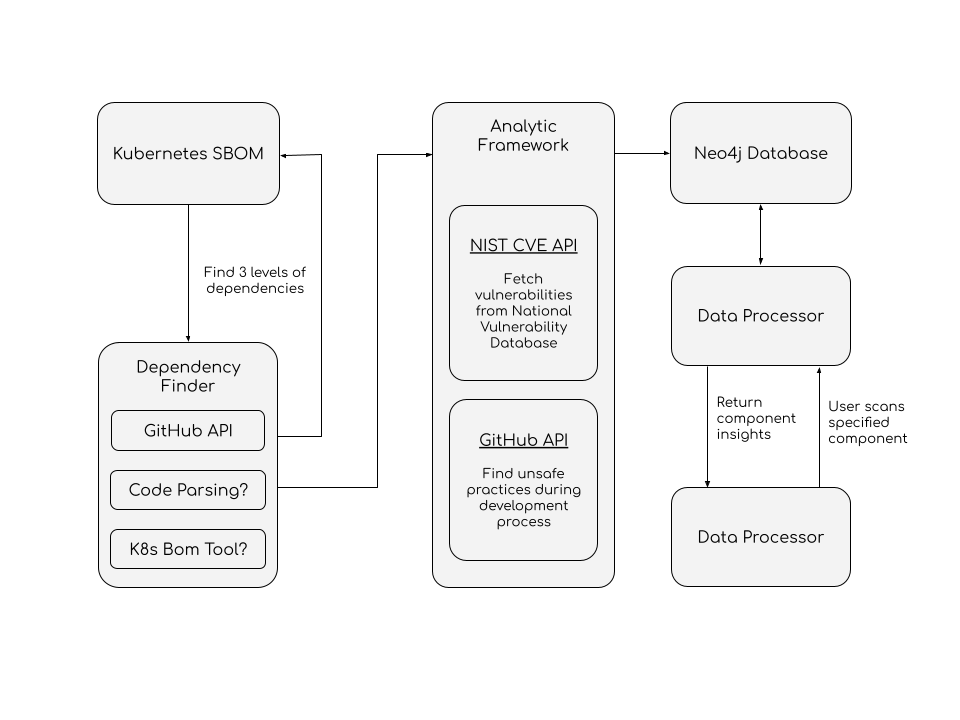 Kubernetes SBOM
Find 3 levels of
dependencies
Dependency
Finder
GitHub API
Code Parsing?
K8s Bom Tool?
Analytic
Framework
NIST CVE API
Fetch
vulnerabilities
from National
Vulnerability
Database
GitHub API
Find unsafe
practices during
development
process
Neo4j Database
Data Processor
Return
component
insights
User scans
specified
component
Data Processor